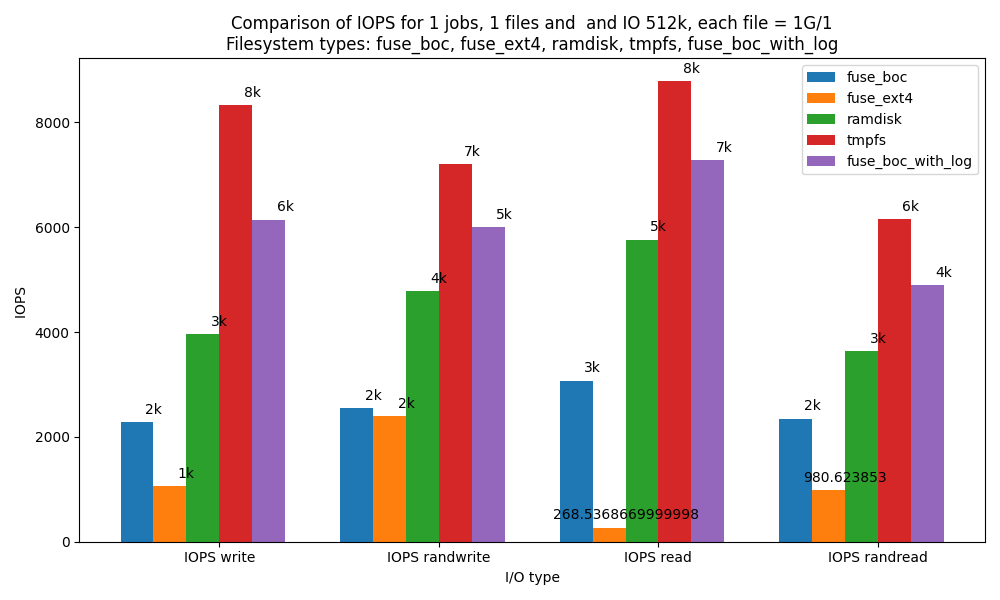 Comparison of IOPS for 1 jobs, 1 files and  and IO 512k, each file = 1G/1
Filesystem types: fuse_boc, fuse_ext4, ramdisk, tmpfs, fuse_boc_with_log
fuse_boc
fuse_ext4
ramdisk
tmpfs
fuse_boc_with_log
IOPS
8000
6000
4000
2000
0
2k
1k
3k
8k
6k
2k
2k
4k
7k
5k
3k
268.5368669999998
5k
8k
7k
2k
980.623853
3k
6k
4k
IOPS write
IOPS randwrite
IOPS read
IOPS randread
I/O type